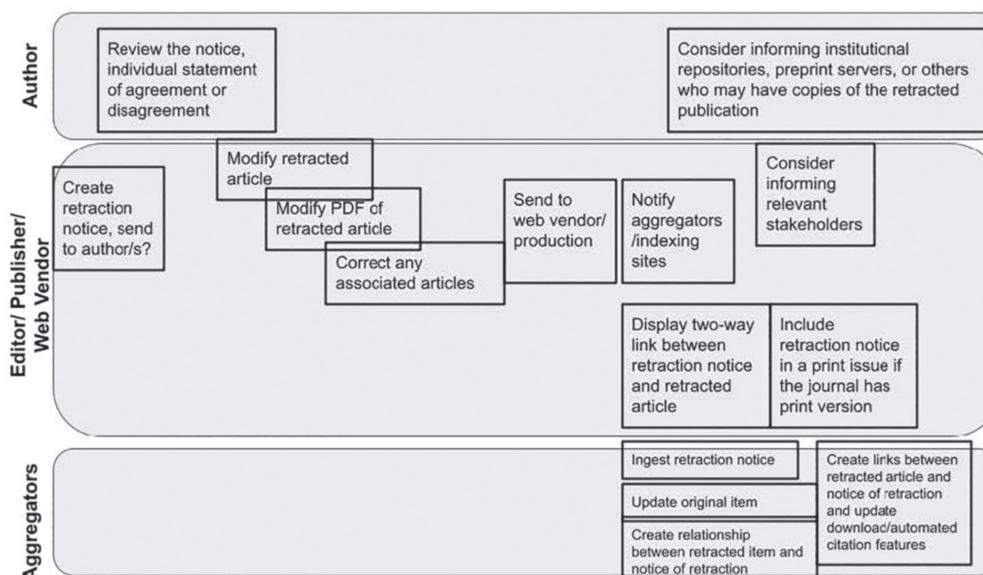 Author
Review the notice,
individual statement
of agreement or
disagreement
Consider informing institutional
repositories, preprint servers, or others
who may have copies of the retracted
publication
Editor/ Publisher/
Web Vendor
Create
retraction
notice, send
to author/s?
Modify retracted
article
Modify PDF of
retracted article
Correct any
associated articles
Send to
web vendor/
production
Notify
aggregators
/indexing
sites
Consider
informing
relevant
stakeholders
Display two-way
link between
retraction notice
and retracted
article
Include
retraction notice
in a print issue if
the journal has
print version
Aggregators
Ingest retraction notice
Update original item
Create relationship
between retracted item and
notice of retraction
Create links between
retracted article and
notice of retraction
and update
download/automated
citation features